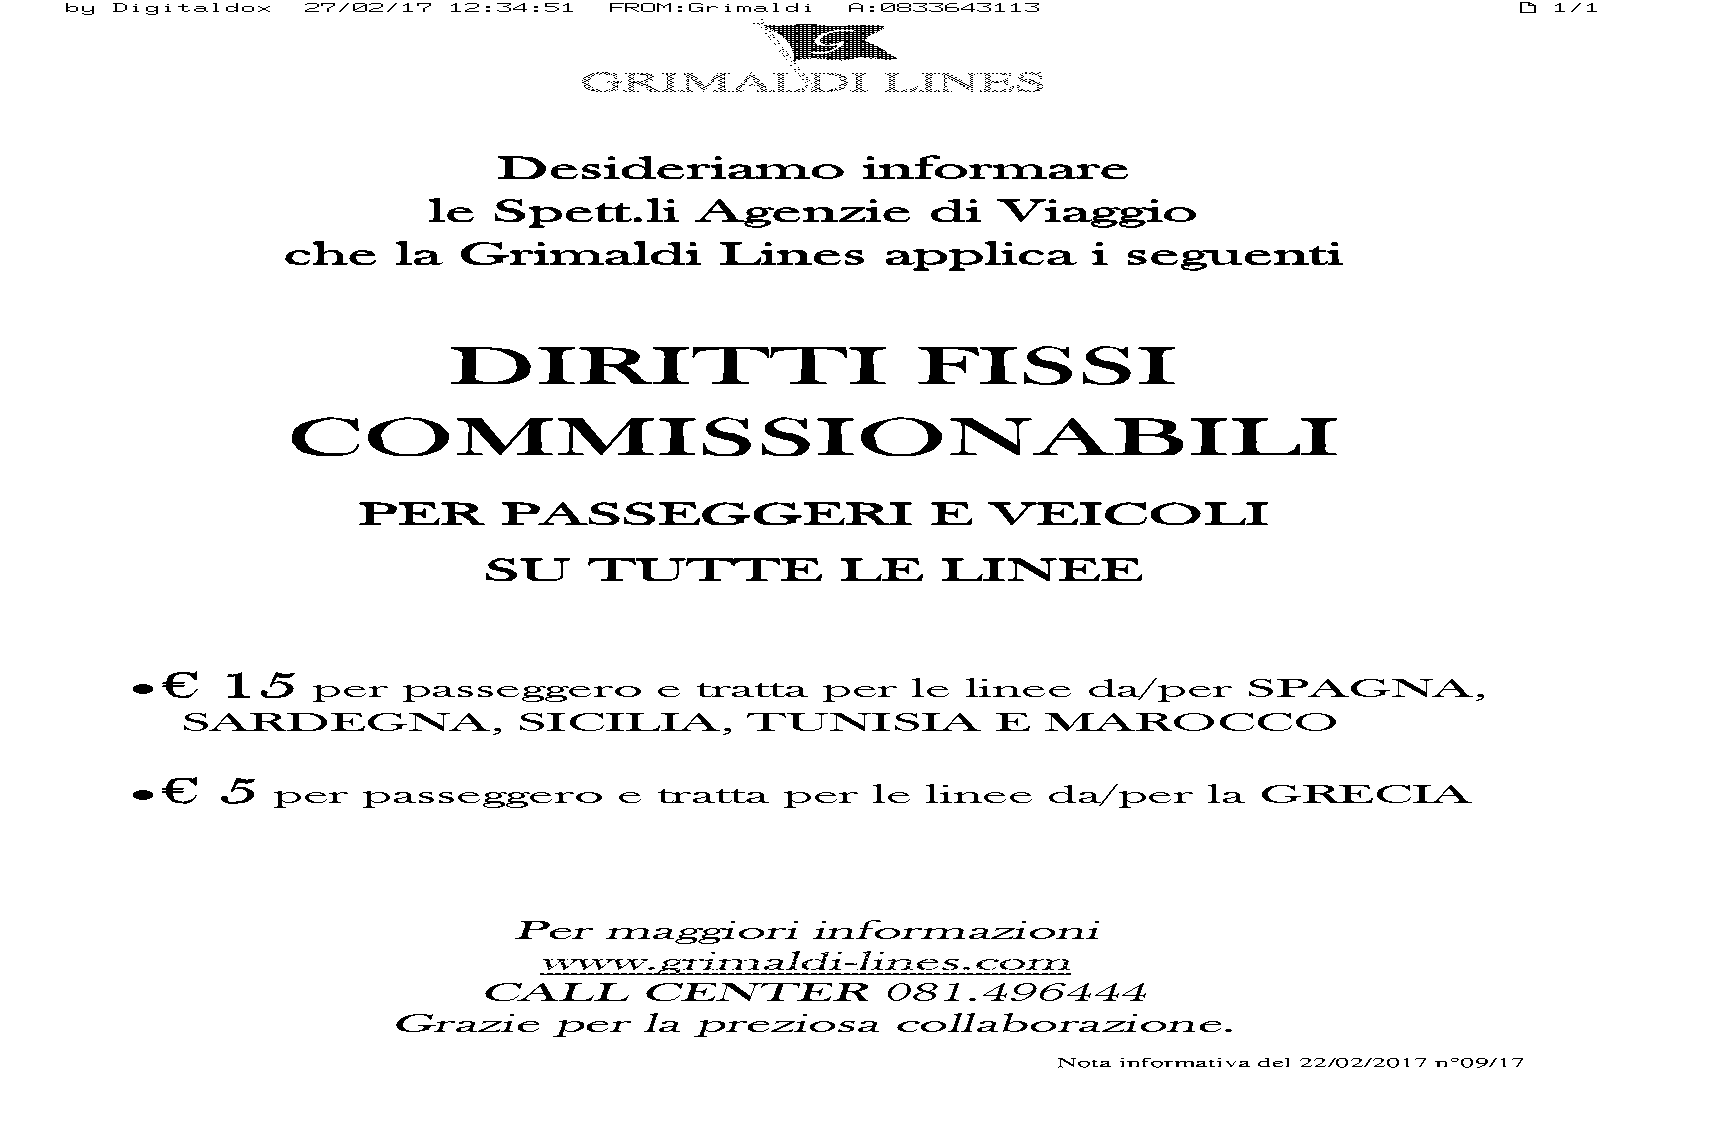 by Digitaldox 27/02/17 12:34:51 FROM:Grimaldi A:0833643113 1/1
G
GRIMALDI LINES
Desideriamo informare
le Spett.li Agenzie di Viaggio
che la Grimaldi Lines applica i seguenti
DIRITTI FISSI
COMMISSIONABILI
PER PASSEGGERI E VEICOLI
SU TUTTE LE LINEE
•€ 15 per passeggero e tratta per le linee da/per SPAGNA,
SARDEGNA, SICILIA, TUNISIA E MAROCCO
•€ 5 per passeggero e tratta per le linee da/per la GRECIA
Per maggiori informazioni
www.grimaldi-lines.com
CALL CENTER 081.496444
Grazie per la preziosa collaborazione.
Nota informativa del 22/02/2017 n°09/17